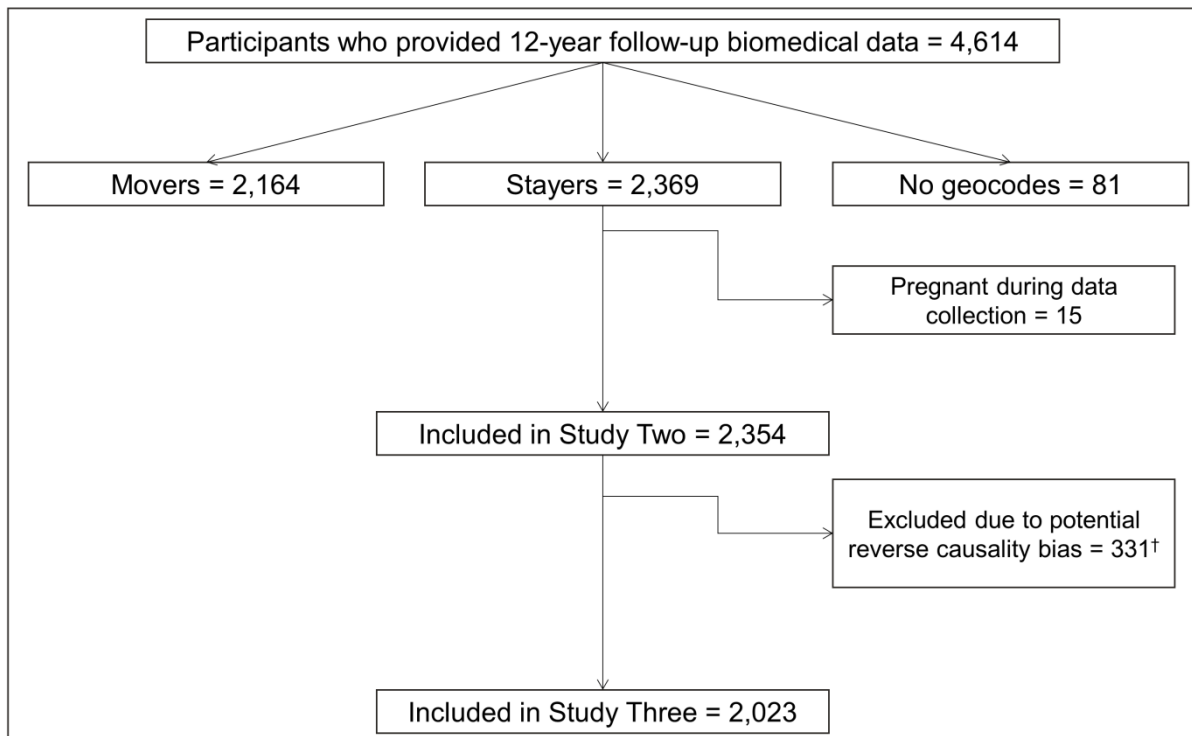 Participants who provided 12-year follow-up biomedical data = 4,614
Movers = 2,164
Stayers = 2,369
No geocodes = 81
Pregnant during data
collection = 15
Included in Study Two = 2,354
Excluded due to potential
reverse causality bias = 331†
Included in Study Three = 2,023